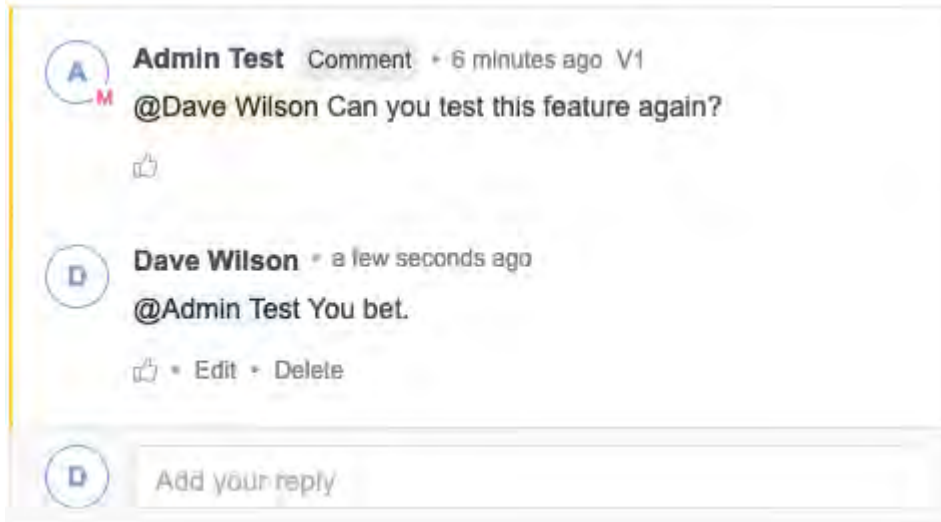 A
M
Admin Test Comment • 6 minutes ago V1
@Dave Wilson Can you test this feature again?
D
Dave Wilson • a few seconds ago
@Admin Test You bet.
• Edit • Delete
D
Add your reply